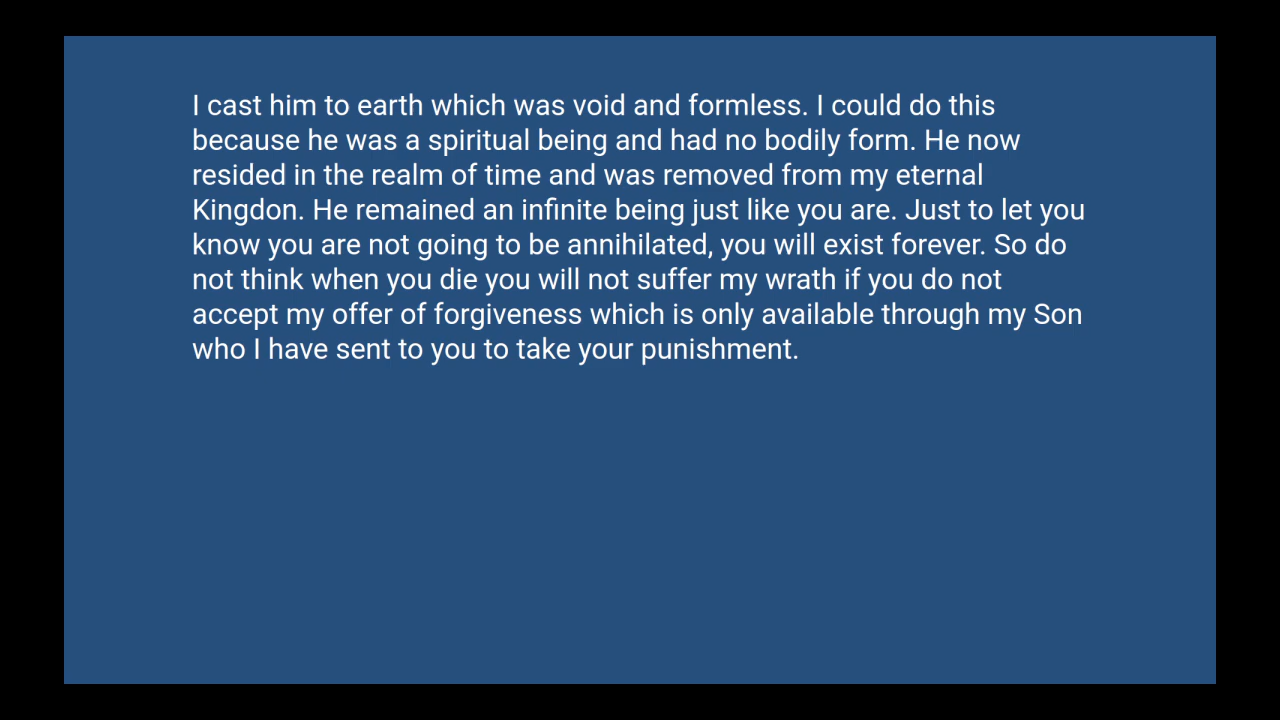 I cast him to earth which was void and formless. I could do this
because he was a spiritual being and had no bodily form. He now
resided in the realm of time and was removed from my eternal
Kingdon. He remained an infinite being just like you are. Just to let you
know you are not going to be annihilated, you will exist forever. So do
not think when you die you will not suffer my wrath if you do not
accept my offer of forgiveness which is only available through my Son
who I have sent to you to take your punishment.